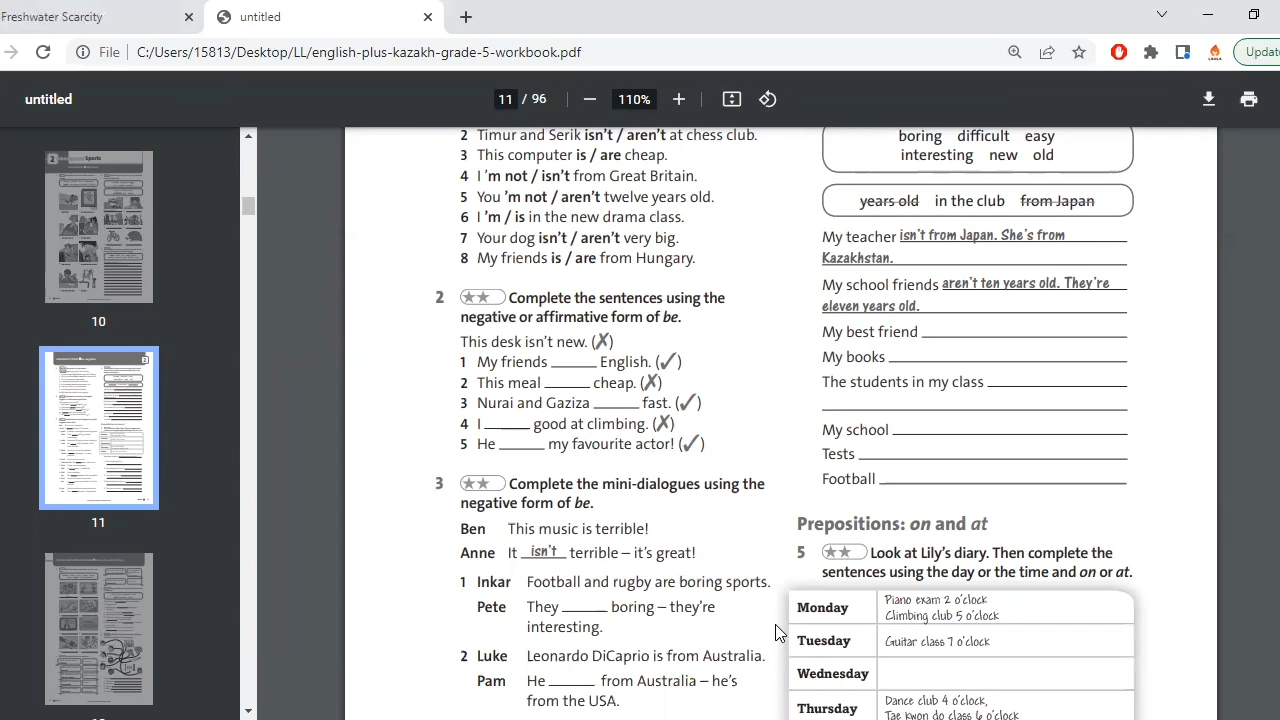 Freshwater Scarcity
untitled
File
C:/Users/15813/Desktop/LL/english-plus-kazakh-grade-5-workbook.pdf
Update
untitled
11 / 96
110%
2 Sports
10
11
2 Timur and Serik isn't / aren't at chess club.
3 This computer is / are cheap.
4 I 'm not / isn't from Great Britain.
5 You 'm not / aren't twelve years old.
6 I 'm / is in the new drama class.
7 Your dog isn't / aren't very big.
8 My friends is / are from Hungary.
2 ★★ Complete the sentences using the
negative or affirmative form of be.
This desk isn't new. (✗)
1 My friends ______ English. (✓)
2 This meal ______ cheap. (✗)
3 Nurai and Gaziza ______ fast. (✓)
4 I ______ good at climbing. (✗)
5 He ______ my favourite actor! (✓)
3 ★★ Complete the mini-dialogues using the
negative form of be.
Ben This music is terrible!
Anne It isn't terrible – it's great!
1 Inkar Football and rugby are boring sports.
Pete They ______ boring – they're
interesting.
2 Luke Leonardo DiCaprio is from Australia.
Pam He ______ from Australia – he's
from the USA.
boring difficult easy
interesting new old
years old in the club from Japan
My teacher isn't from Japan. She's from
Kazakhstan.
My school friends aren't ten years old. They're
eleven years old.
My best friend
My books
The students in my class
My school
Tests
Football
Prepositions: on and at
5 ★★ Look at Lily's diary. Then complete the
sentences using the day or the time and on or at.
Monday
Piano exam 2 o'clock
Climbing club 5 o'clock
Tuesday
Guitar class 7 o'clock
Wednesday
Thursday
Dance club 4 o'clock,
Tae kwon do class 6 o'clock